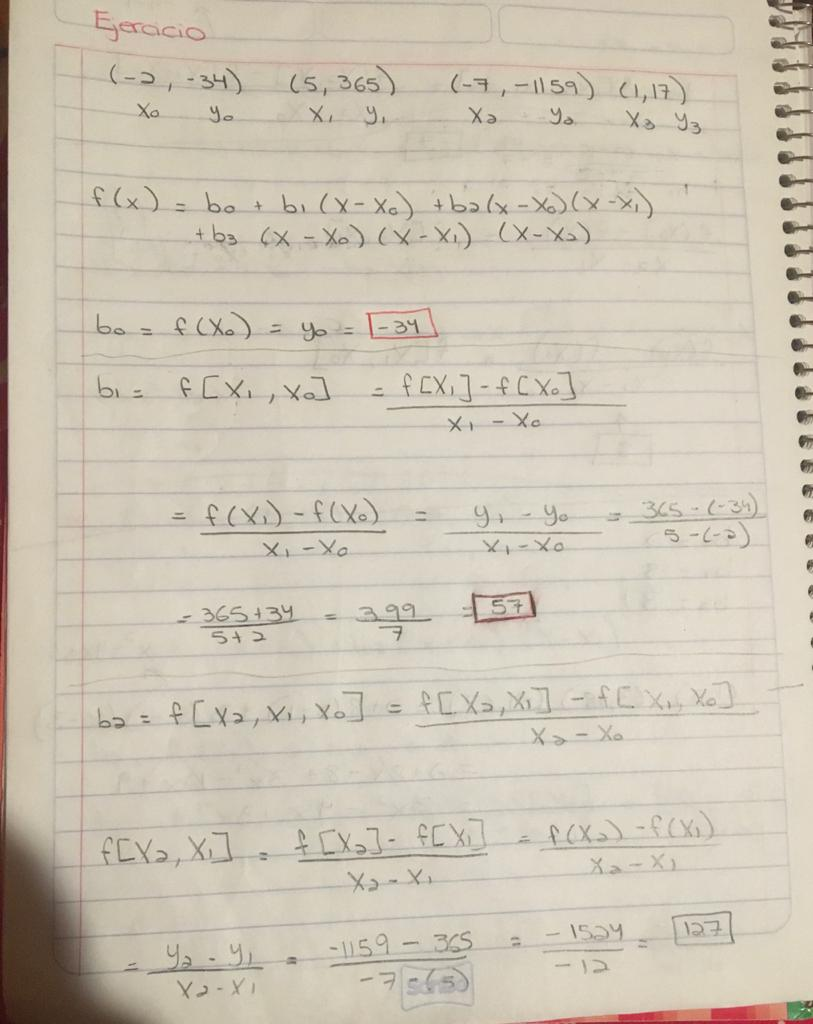 Ejercicio
(-2, -34) (5, 365) (-7, -1159) (1,17)
x0 y0 x1 y1 x2 y2 x3 y3
f(x) = b0 + b1 (x-x0) + b2(x-x0)(x-x1)
+ b3 (x-x0)(x-x1) (x-x2)
b0 = f(x0) = y0 = -34
b1 = f[x1, x0] = f[x1] - f[x0]
x1 - x0
= f(x1) - f(x0) = y1 - y0 = 365 - (-34)
x1 - x0 x1 - x0 5 - (-2)
= 365+34 = 399 = 57
5+2 7
b2 = f[x2, x1, x0] = f[x2, x1] - f[x1, x0]
x2 - x0
f[x2, x1] = f[x2] - f[x1] = f(x2) - f(x1)
x2 - x1 x2 - x1
= y2 - y1 = -1159 - 365 = -1524 = 127
x2 - x1 -7 - (5) -12